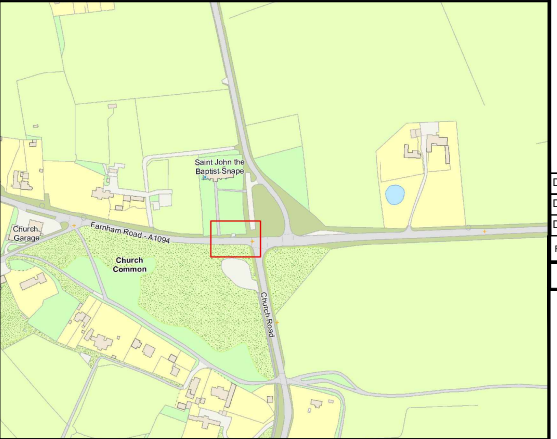 Saint John the
Baptist Snape
Farnham Road - A1094
Church
Garage
Church
Common
Church Road